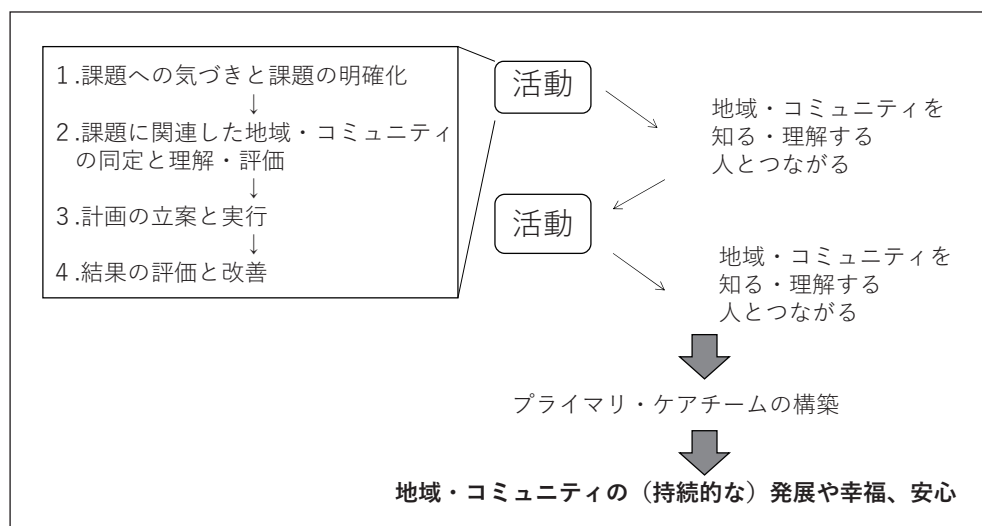 1.課題への気づきと課題の明確化
↓
2.課題に関連した地域・コミュニティ
の同定と理解・評価
↓
3.計画の立案と実行
↓
4.結果の評価と改善
活動
地域・コミュニティを
知る・理解する
人とつながる
活動
地域・コミュニティを
知る・理解する
人とつながる
プライマリ・ケアチームの構築
地域・コミュニティの（持続的な）発展や幸福、安心